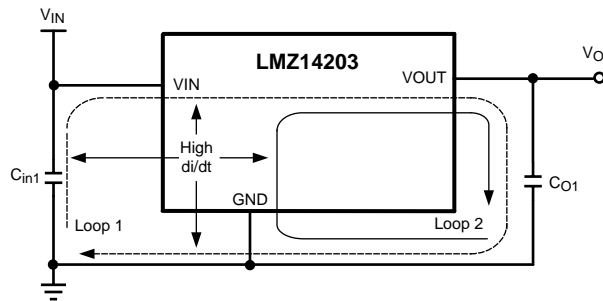 VIN
LMZ14203
VO
VIN
VOUT
High
di/dt
Cin1
CO1
GND
Loop 1
Loop 2